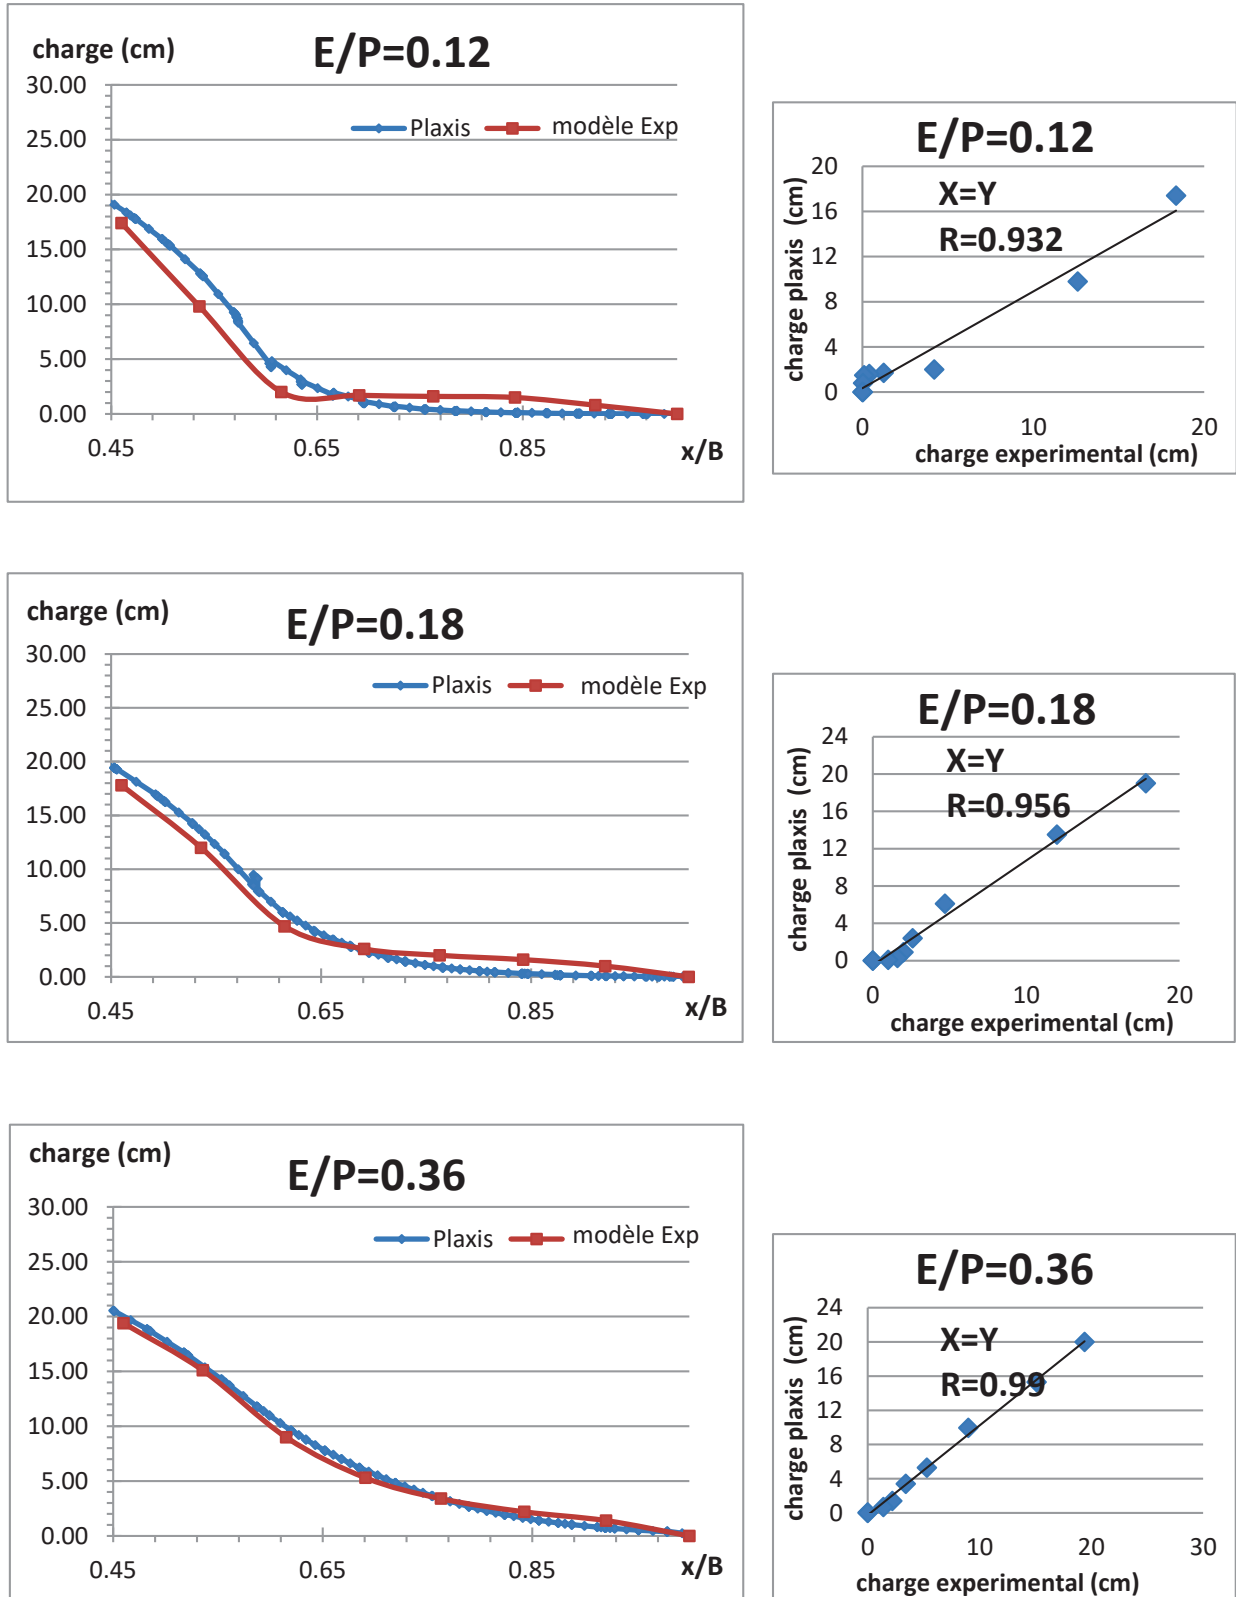 charge (cm)
E/P=0.12
30.00
25.00
20.00
15.00
10.00
5.00
0.00
Plaxis
modèle Exp
0.45
0.65
0.85
x/B
E/P=0.12
charge plaxis (cm)
20
16
12
8
4
0
X=Y
R=0.932
0
10
20
charge experimental (cm)
charge (cm)
E/P=0.18
30.00
25.00
20.00
15.00
10.00
5.00
0.00
Plaxis
modèle Exp
0.45
0.65
0.85
x/B
E/P=0.18
charge plaxis (cm)
24
20
16
12
8
4
0
X=Y
R=0.956
0
10
20
charge experimental (cm)
charge (cm)
E/P=0.36
30.00
25.00
20.00
15.00
10.00
5.00
0.00
Plaxis
modèle Exp
0.45
0.65
0.85
x/B
E/P=0.36
charge plaxis (cm)
24
20
16
12
8
4
0
X=Y
R=0.99
0
10
20
30
charge experimental (cm)